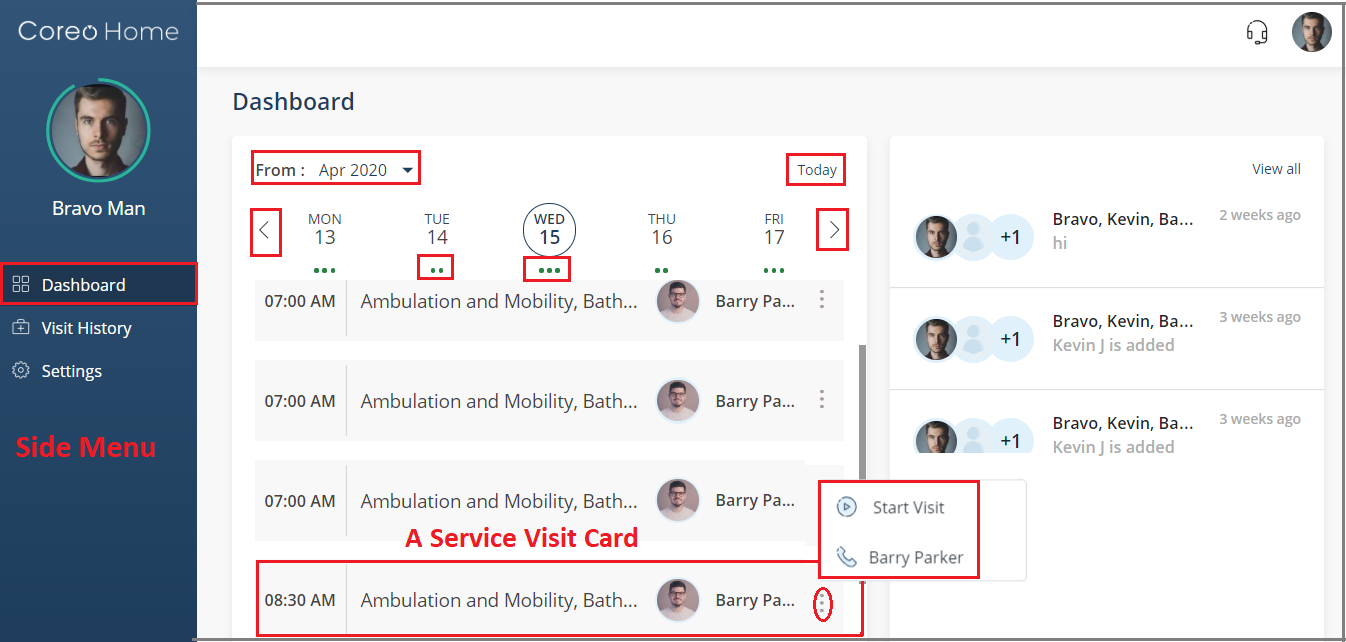 Coreo Home
Bravo Man
Dashboard
Visit History
Settings
Side Menu
Dashboard
From : Apr 2020
Today
MON TUE WED THU FRI
13 14 15 16 17
07:00 AM Ambulation and Mobility, Bath... Barry Pa...
07:00 AM Ambulation and Mobility, Bath... Barry Pa...
07:00 AM Ambulation and Mobility, Bath... Barry Pa...
A Service Visit Card
08:30 AM Ambulation and Mobility, Bath... Barry Pa...
Start Visit
Barry Parker
View all
+1 Bravo, Kevin, Ba... 2 weeks ago
hi
+1 Bravo, Kevin, Ba... 3 weeks ago
Kevin J is added
+1 Bravo, Kevin, Ba... 3 weeks ago
Kevin J is added